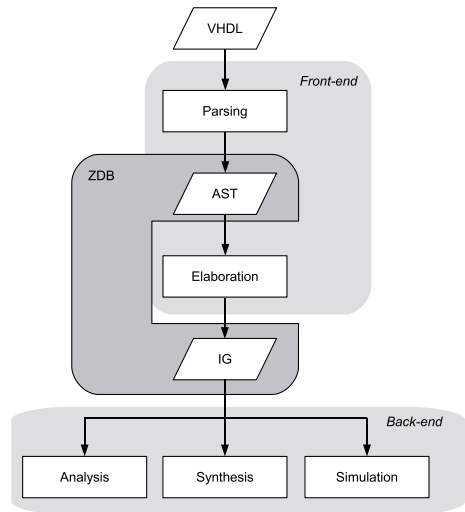 VHDL
Front-end
Parsing
ZDB
AST
Elaboration
IG
Back-end
Analysis
Synthesis
Simulation